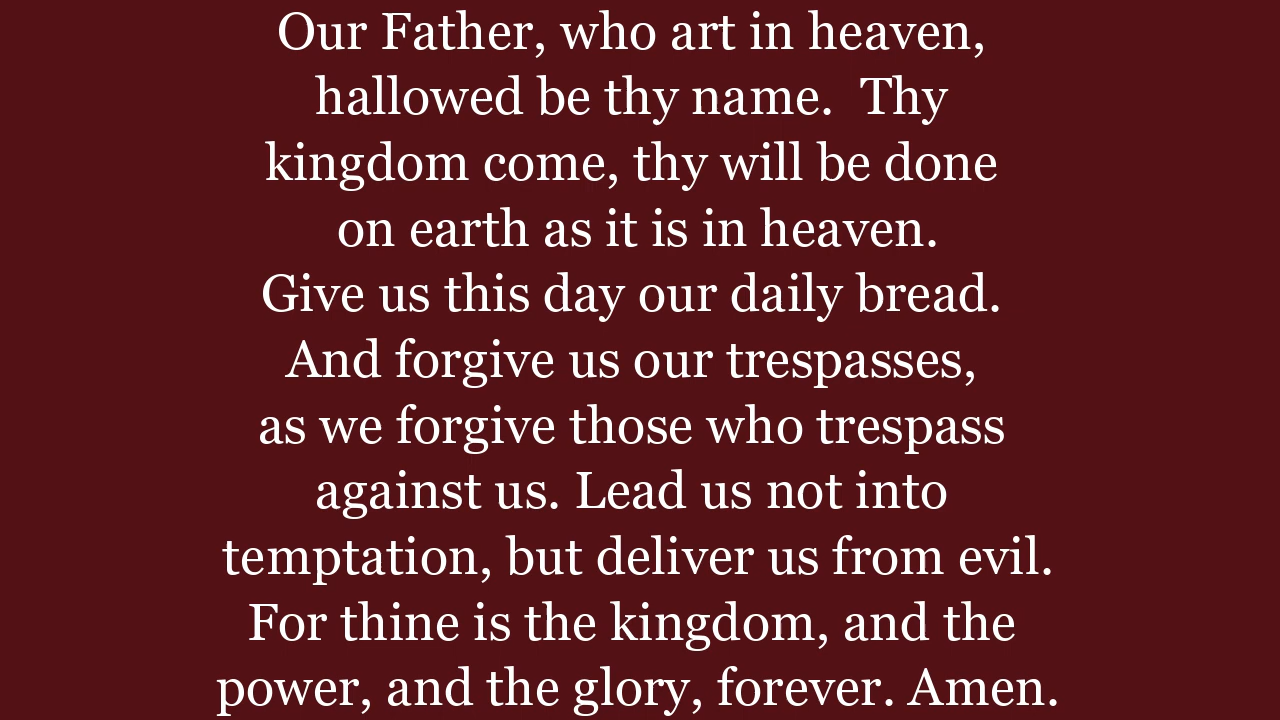 Our Father, who art in heaven,
hallowed be thy name.  Thy
kingdom come, thy will be done
on earth as it is in heaven.
Give us this day our daily bread.
And forgive us our trespasses,
as we forgive those who trespass
against us. Lead us not into
temptation, but deliver us from evil.
For thine is the kingdom, and the
power, and the glory, forever. Amen.